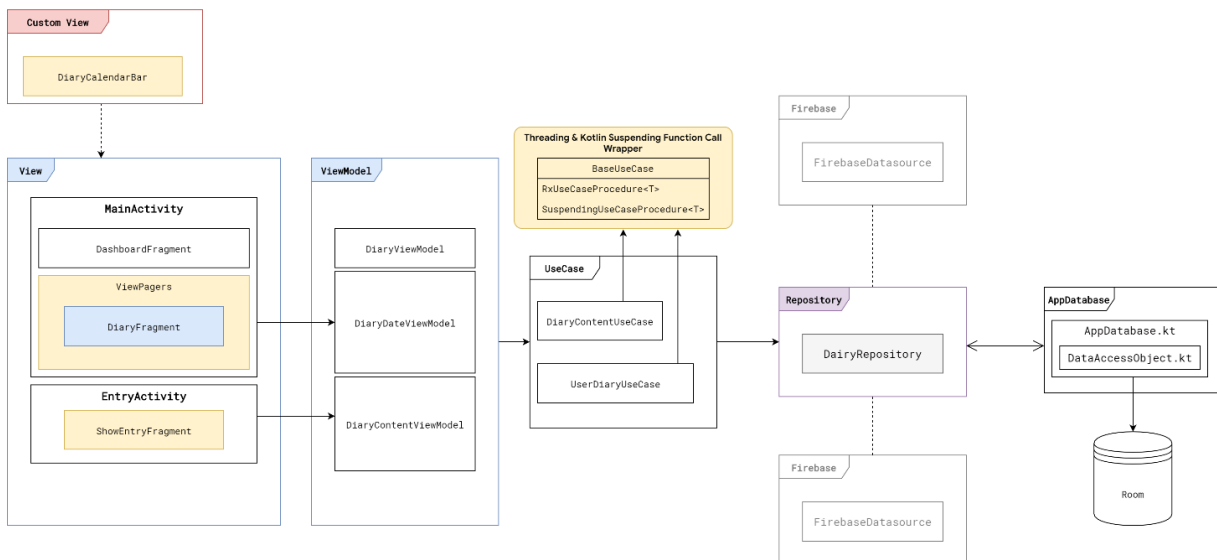 Custom View
DiaryCalendarBar
View
MainActivity
DashboardFragment
ViewPagers
DiaryFragment
EntryActivity
ShowEntryFragment
ViewModel
DiaryViewModel
DiaryDateViewModel
DiaryContentViewModel
Threading & Kotlin Suspending Function Call
Wrapper
BaseUseCase
RxUseCaseProcedure<T>
SuspendingUseCaseProcedure<T>
UseCase
DiaryContentUseCase
UserDiaryUseCase
Firebase
FirebaseDatasource
Repository
DairyRepository
Firebase
FirebaseDatasource
AppDatabase
AppDatabase.kt
DataAccessObject.kt
Room